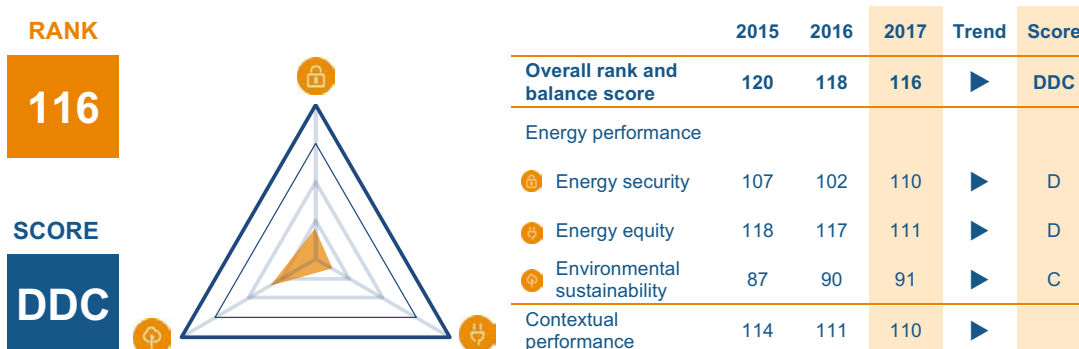 RANK
116
SCORE
DDC
2015 2016 2017 Trend Score
Overall rank and
balance score
120 118 116 DDC
Energy performance
Energy security 107 102 110 D
Energy equity 118 117 111 D
Environmental
sustainability
87 90 91 C
Contextual
performance
114 111 110